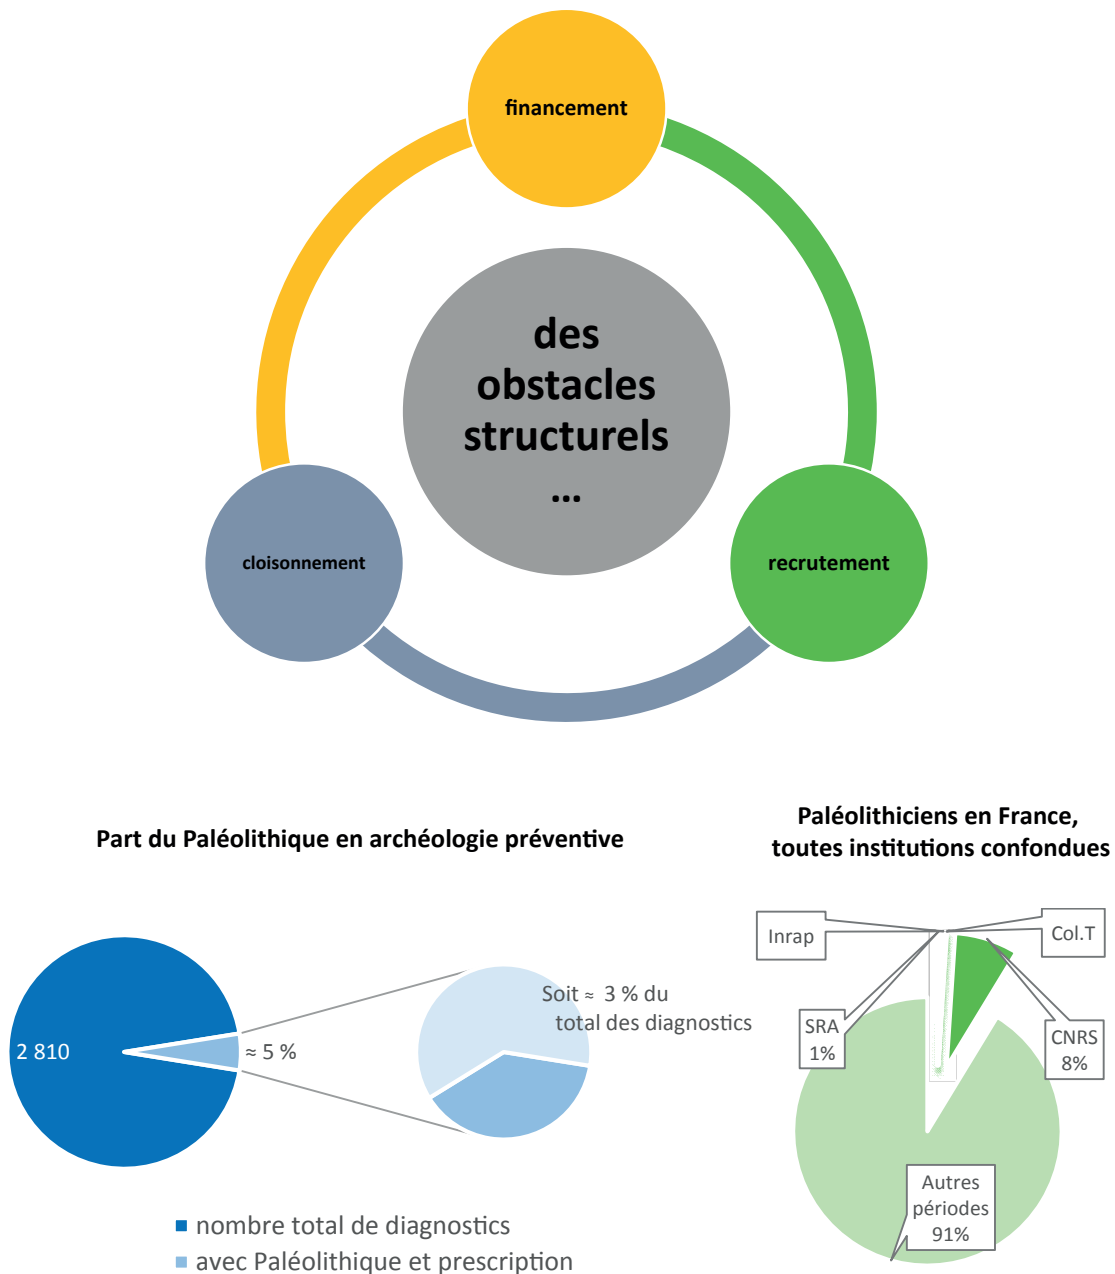 financement
des
obstacles
structurels
...
cloisonnement
recrutement
Part du Paléolithique en archéologie préventive
2 810
≈ 5 %
Soit ≈ 3 % du
total des diagnostics
nombre total de diagnostics
avec Paléolithique et prescription
Paléolithiciens en France,
toutes institutions confondues
Inrap
Col.T
SRA
1%
CNRS
8%
Autres
périodes
91%